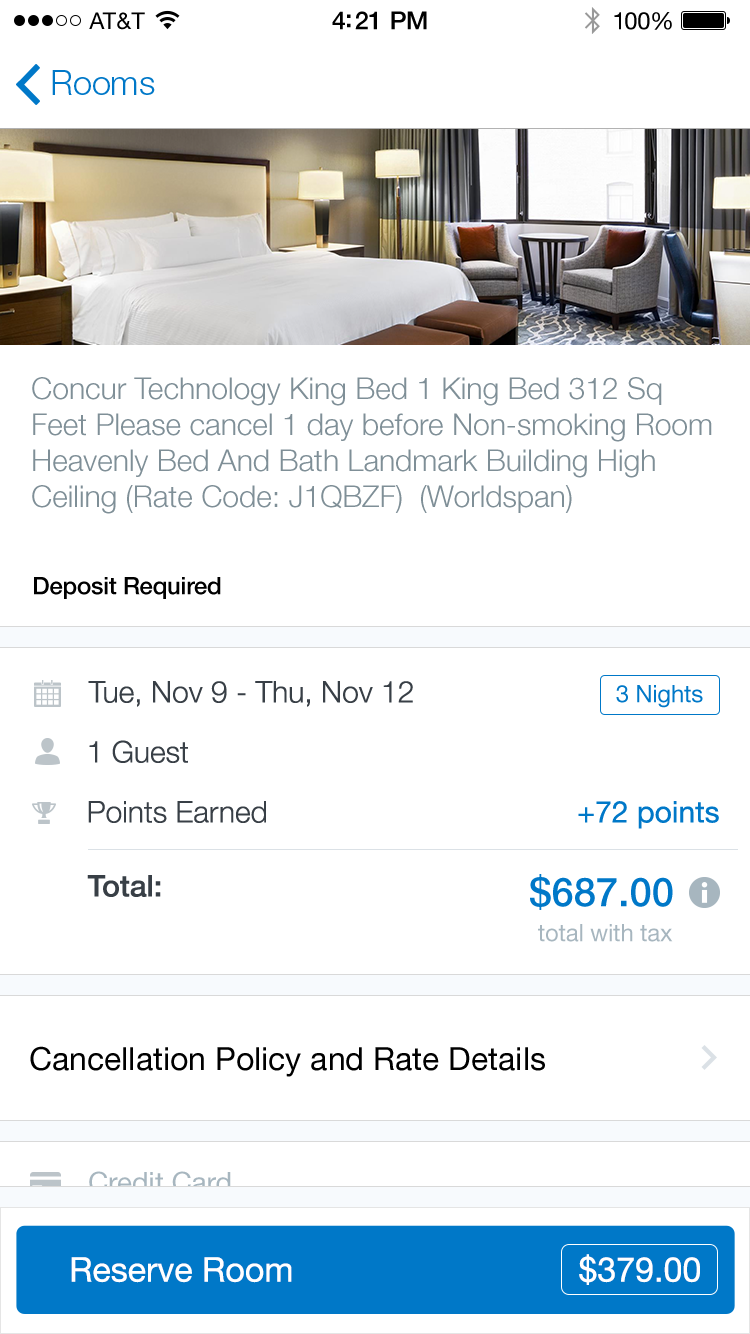 AT&T 4:21 PM 100%
Rooms
Concur Technology King Bed 1 King Bed 312 Sq
Feet Please cancel 1 day before Non-smoking Room
Heavenly Bed And Bath Landmark Building High
Ceiling (Rate Code: J1QBZF) (Worldspan)
Deposit Required
Tue, Nov 9 - Thu, Nov 12 3 Nights
1 Guest
Points Earned +72 points
Total: $687.00
total with tax
Cancellation Policy and Rate Details
Credit Card
Reserve Room $379.00